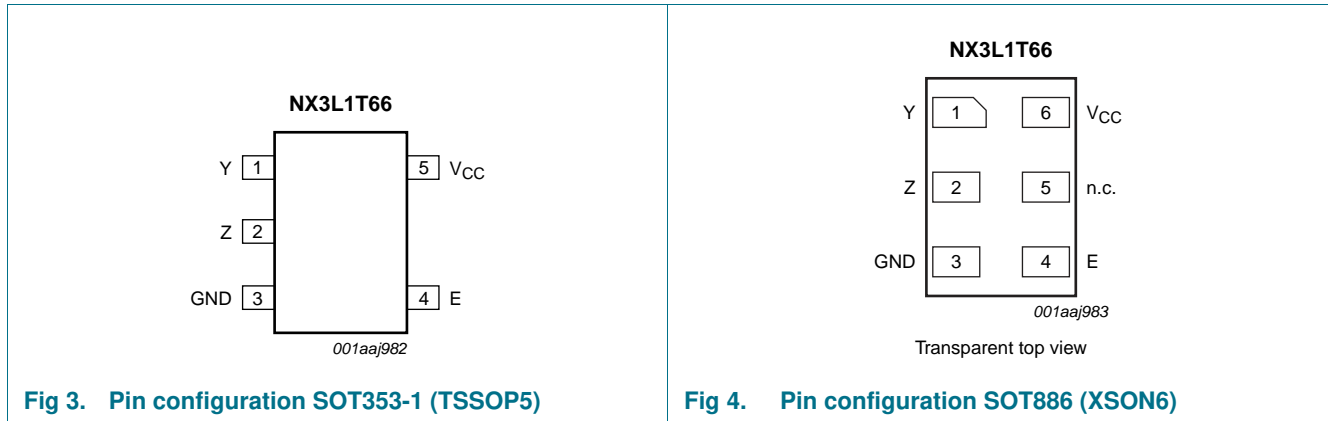 NX3L1T66
Y 1 5 VCC
Z 2
GND 3 4 E
001aaj982
Fig 3. Pin configuration SOT353-1 (TSSOP5)
NX3L1T66
Y 1 6 VCC
Z 2 5 n.c.
GND 3 4 E
001aaj983
Transparent top view
Fig 4. Pin configuration SOT886 (XSON6)